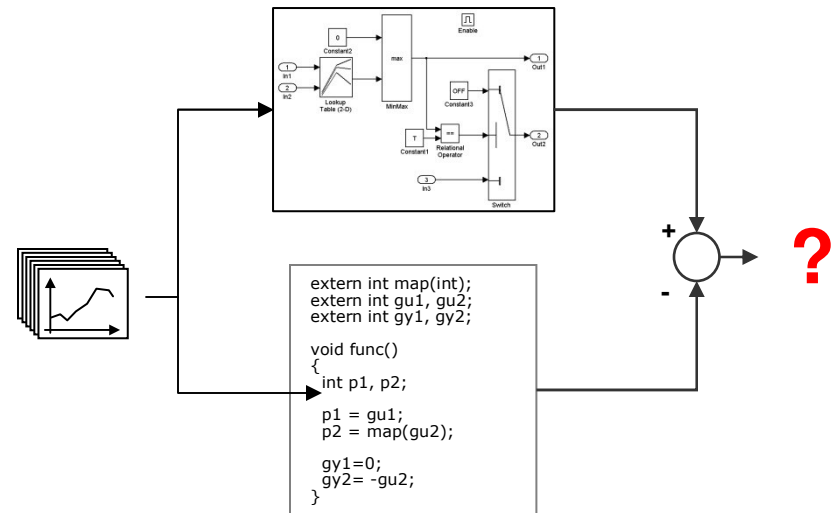 Enable
0
Constant2
max
MinMax
1
In1
2
In2
Lookup
Table (2-D)
1
Out1
OFF
Constant3
T
Constant1
==
Relational
Operator
2
Out2
3
In3
Switch
+
-
?
extern int map(int);
extern int gu1, gu2;
extern int gy1, gy2;
void func()
{
int p1, p2;
p1 = gu1;
p2 = map(gu2);
gy1=0;
gy2= -gu2;
}